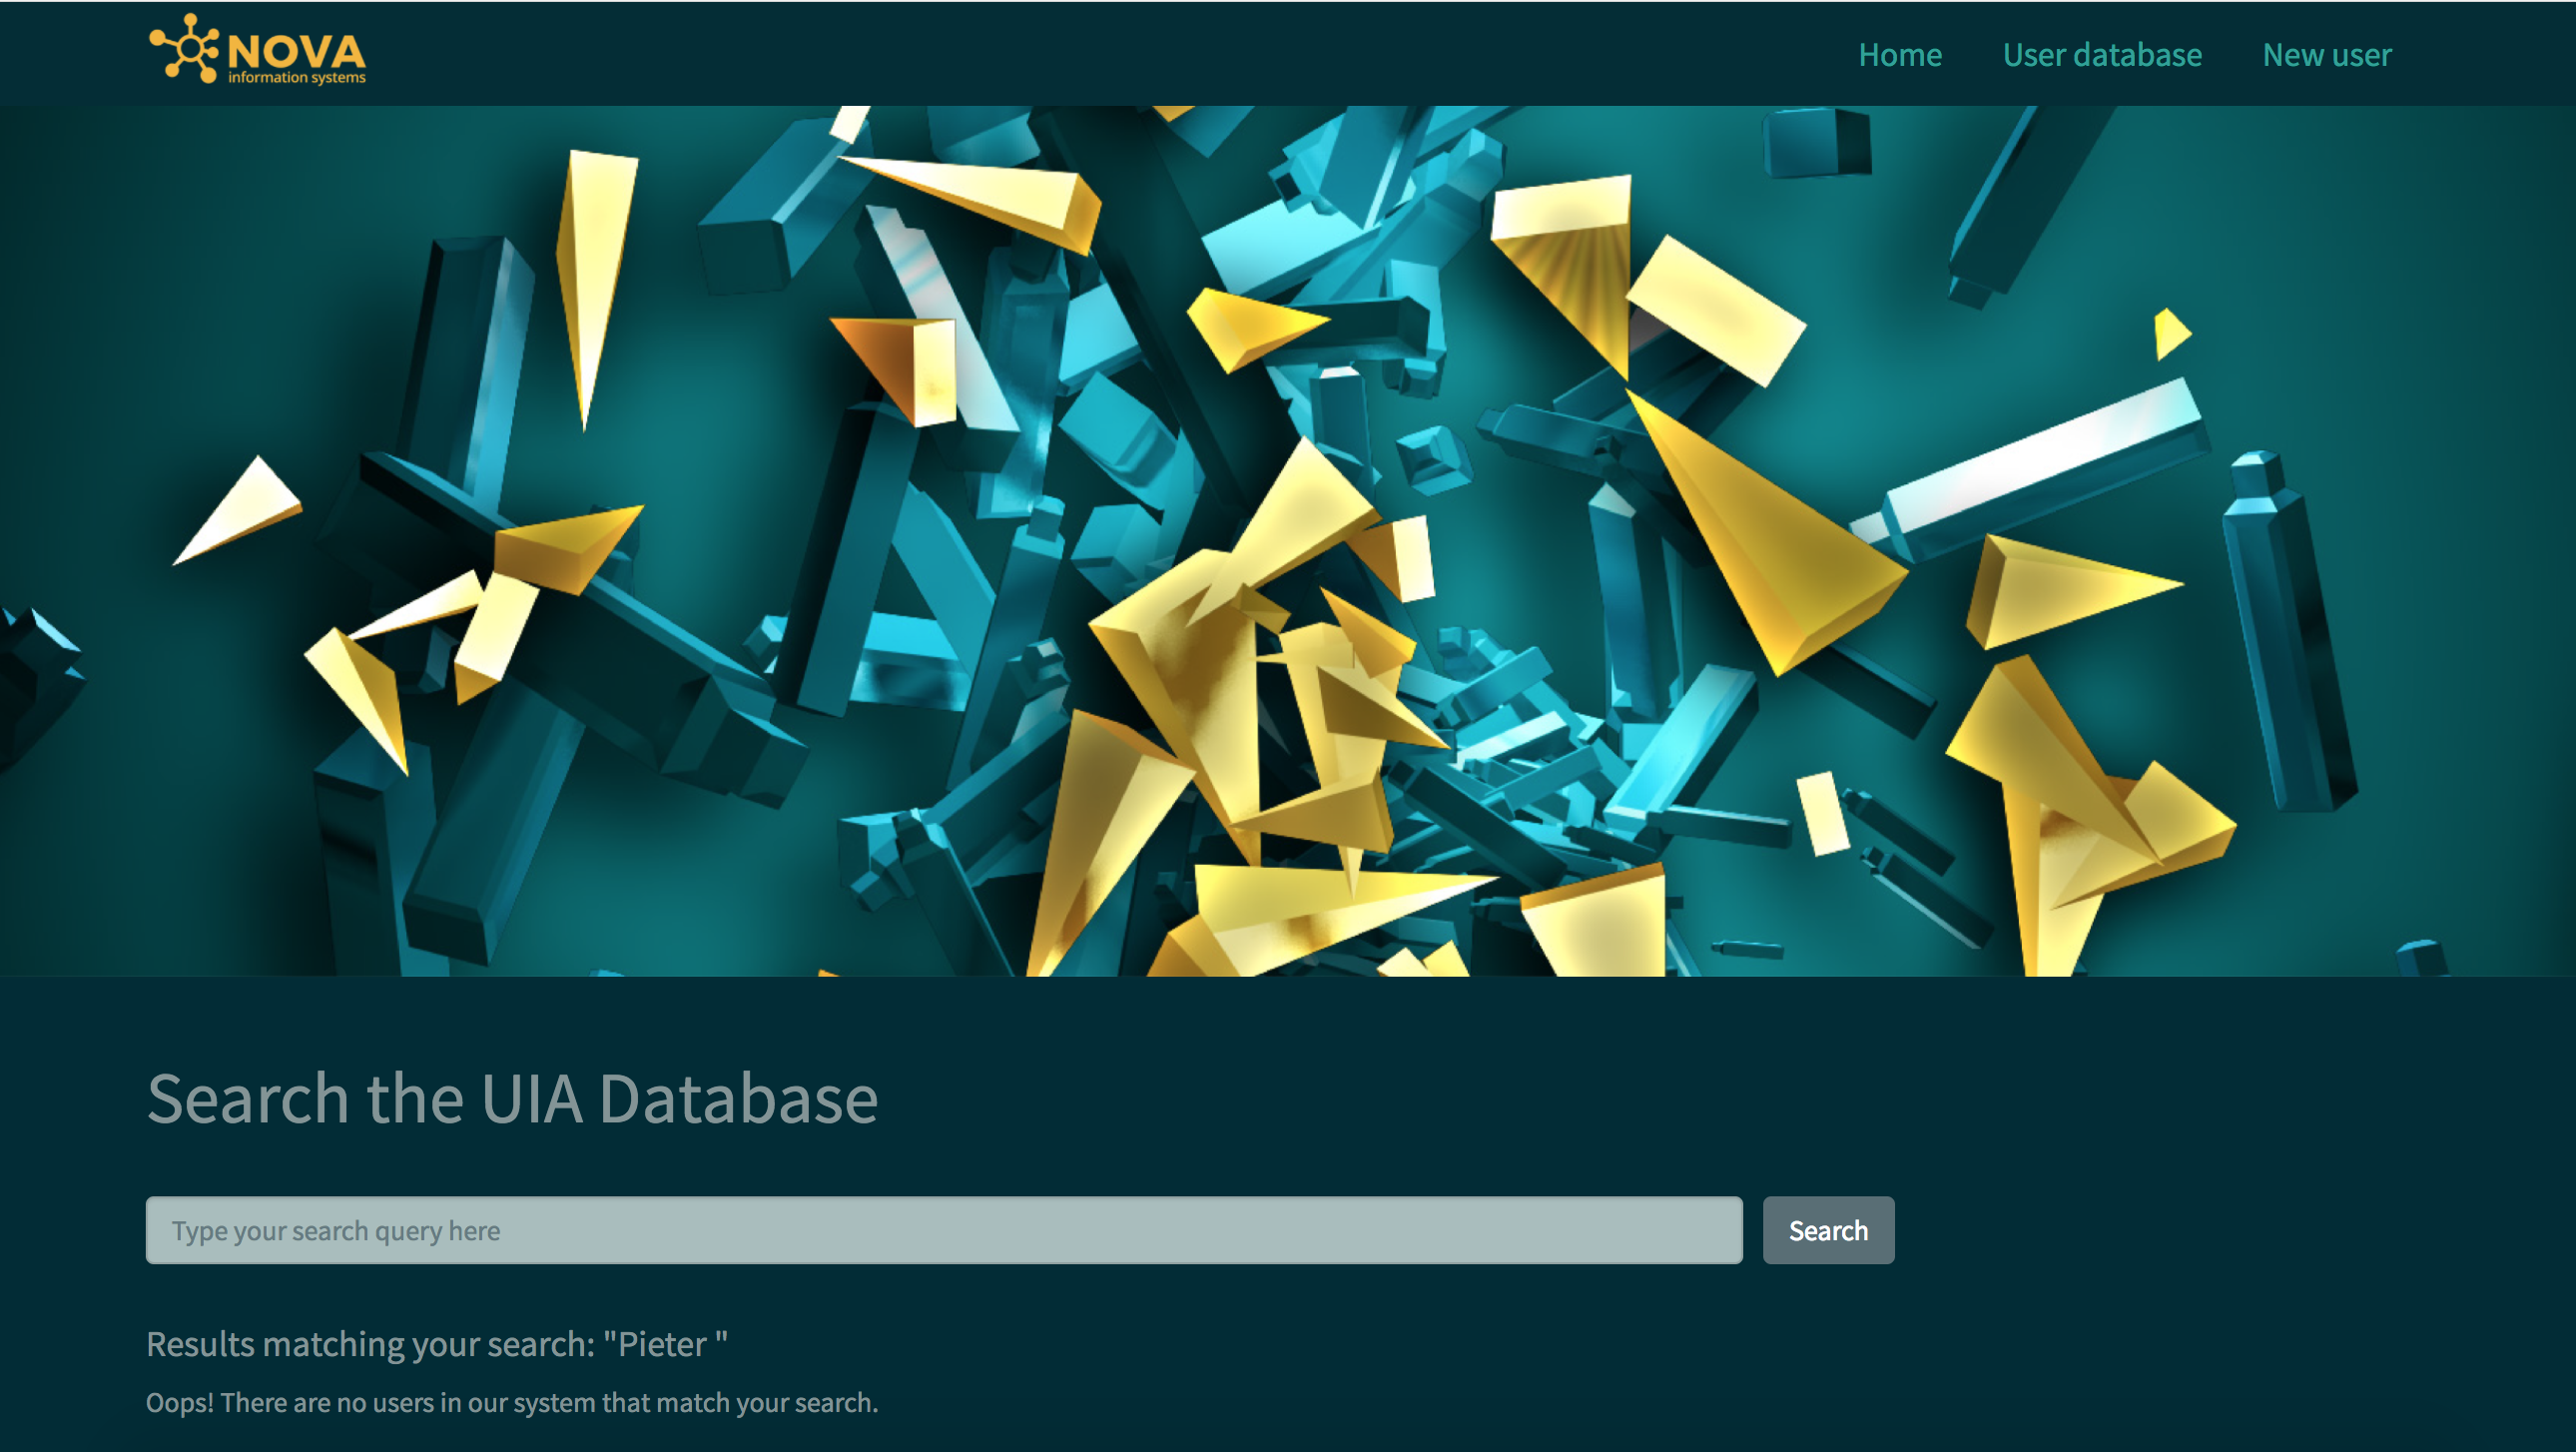 NOVA
information systems
Home
User database
New user
Search the UIA Database
Type your search query here
Search
Results matching your search: "Pieter "
Oops! There are no users in our system that match your search.